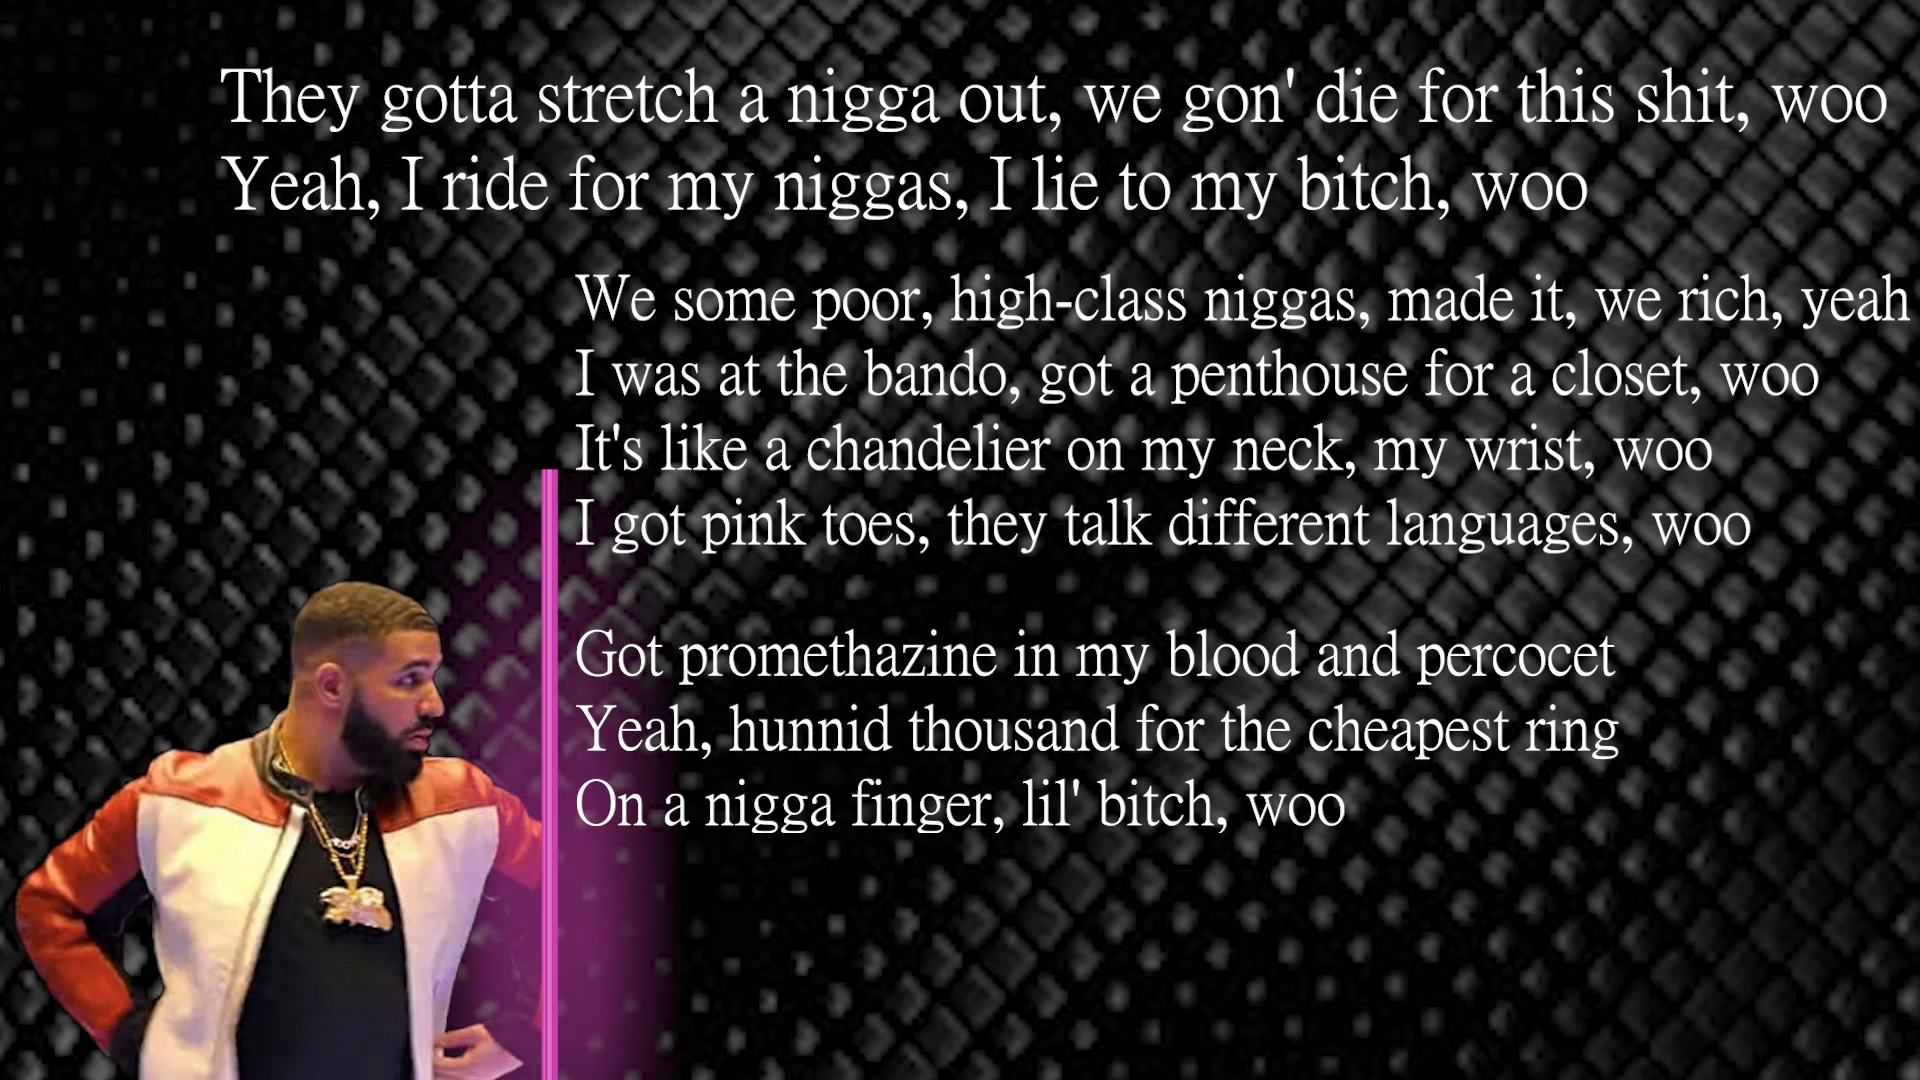 They gotta stretch a nigga out, we gon' die for this shit, woo
Yeah, I ride for my niggas, I lie to my bitch, woo
We some poor, high-class niggas, made it, we rich, yeah
I was at the bando, got a penthouse for a closet, woo
It's like a chandelier on my neck, my wrist, woo
I got pink toes, they talk different languages, woo
Got promethazine in my blood and percocet
Yeah, hunnid thousand for the cheapest ring
On a nigga finger, lil' bitch, woo